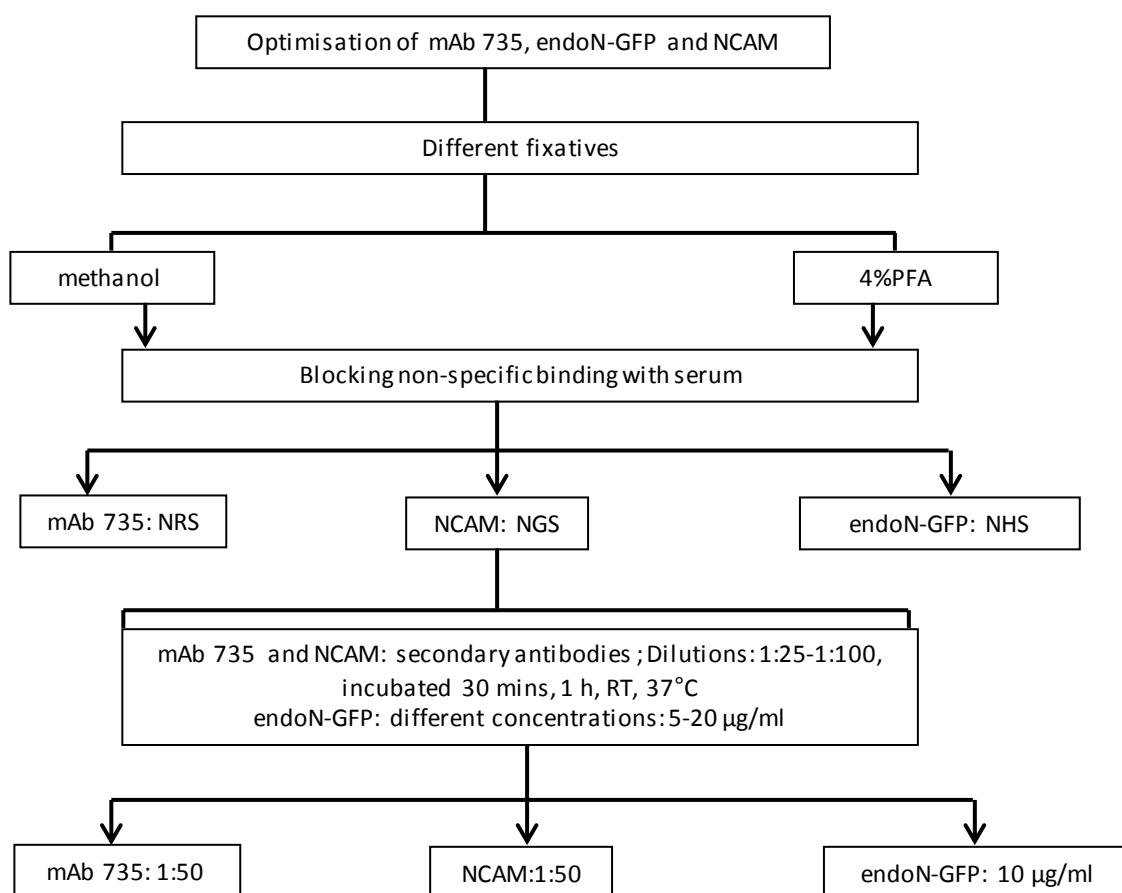 Optimisation of mAb 735, endoN-GFP and NCAM
Different fixatives
methanol
4%PFA
Blocking non-specific binding with serum
mAb 735: NRS
NCAM: NGS
endoN-GFP: NHS
mAb 735 and NCAM: secondary antibodies ; Dilutions: 1:25-1:100,
incubated 30 mins, 1 h, RT, 37°C
endoN-GFP: different concentrations: 5-20 µg/ml
mAb 735: 1:50
NCAM:1:50
endoN-GFP: 10 µg/ml